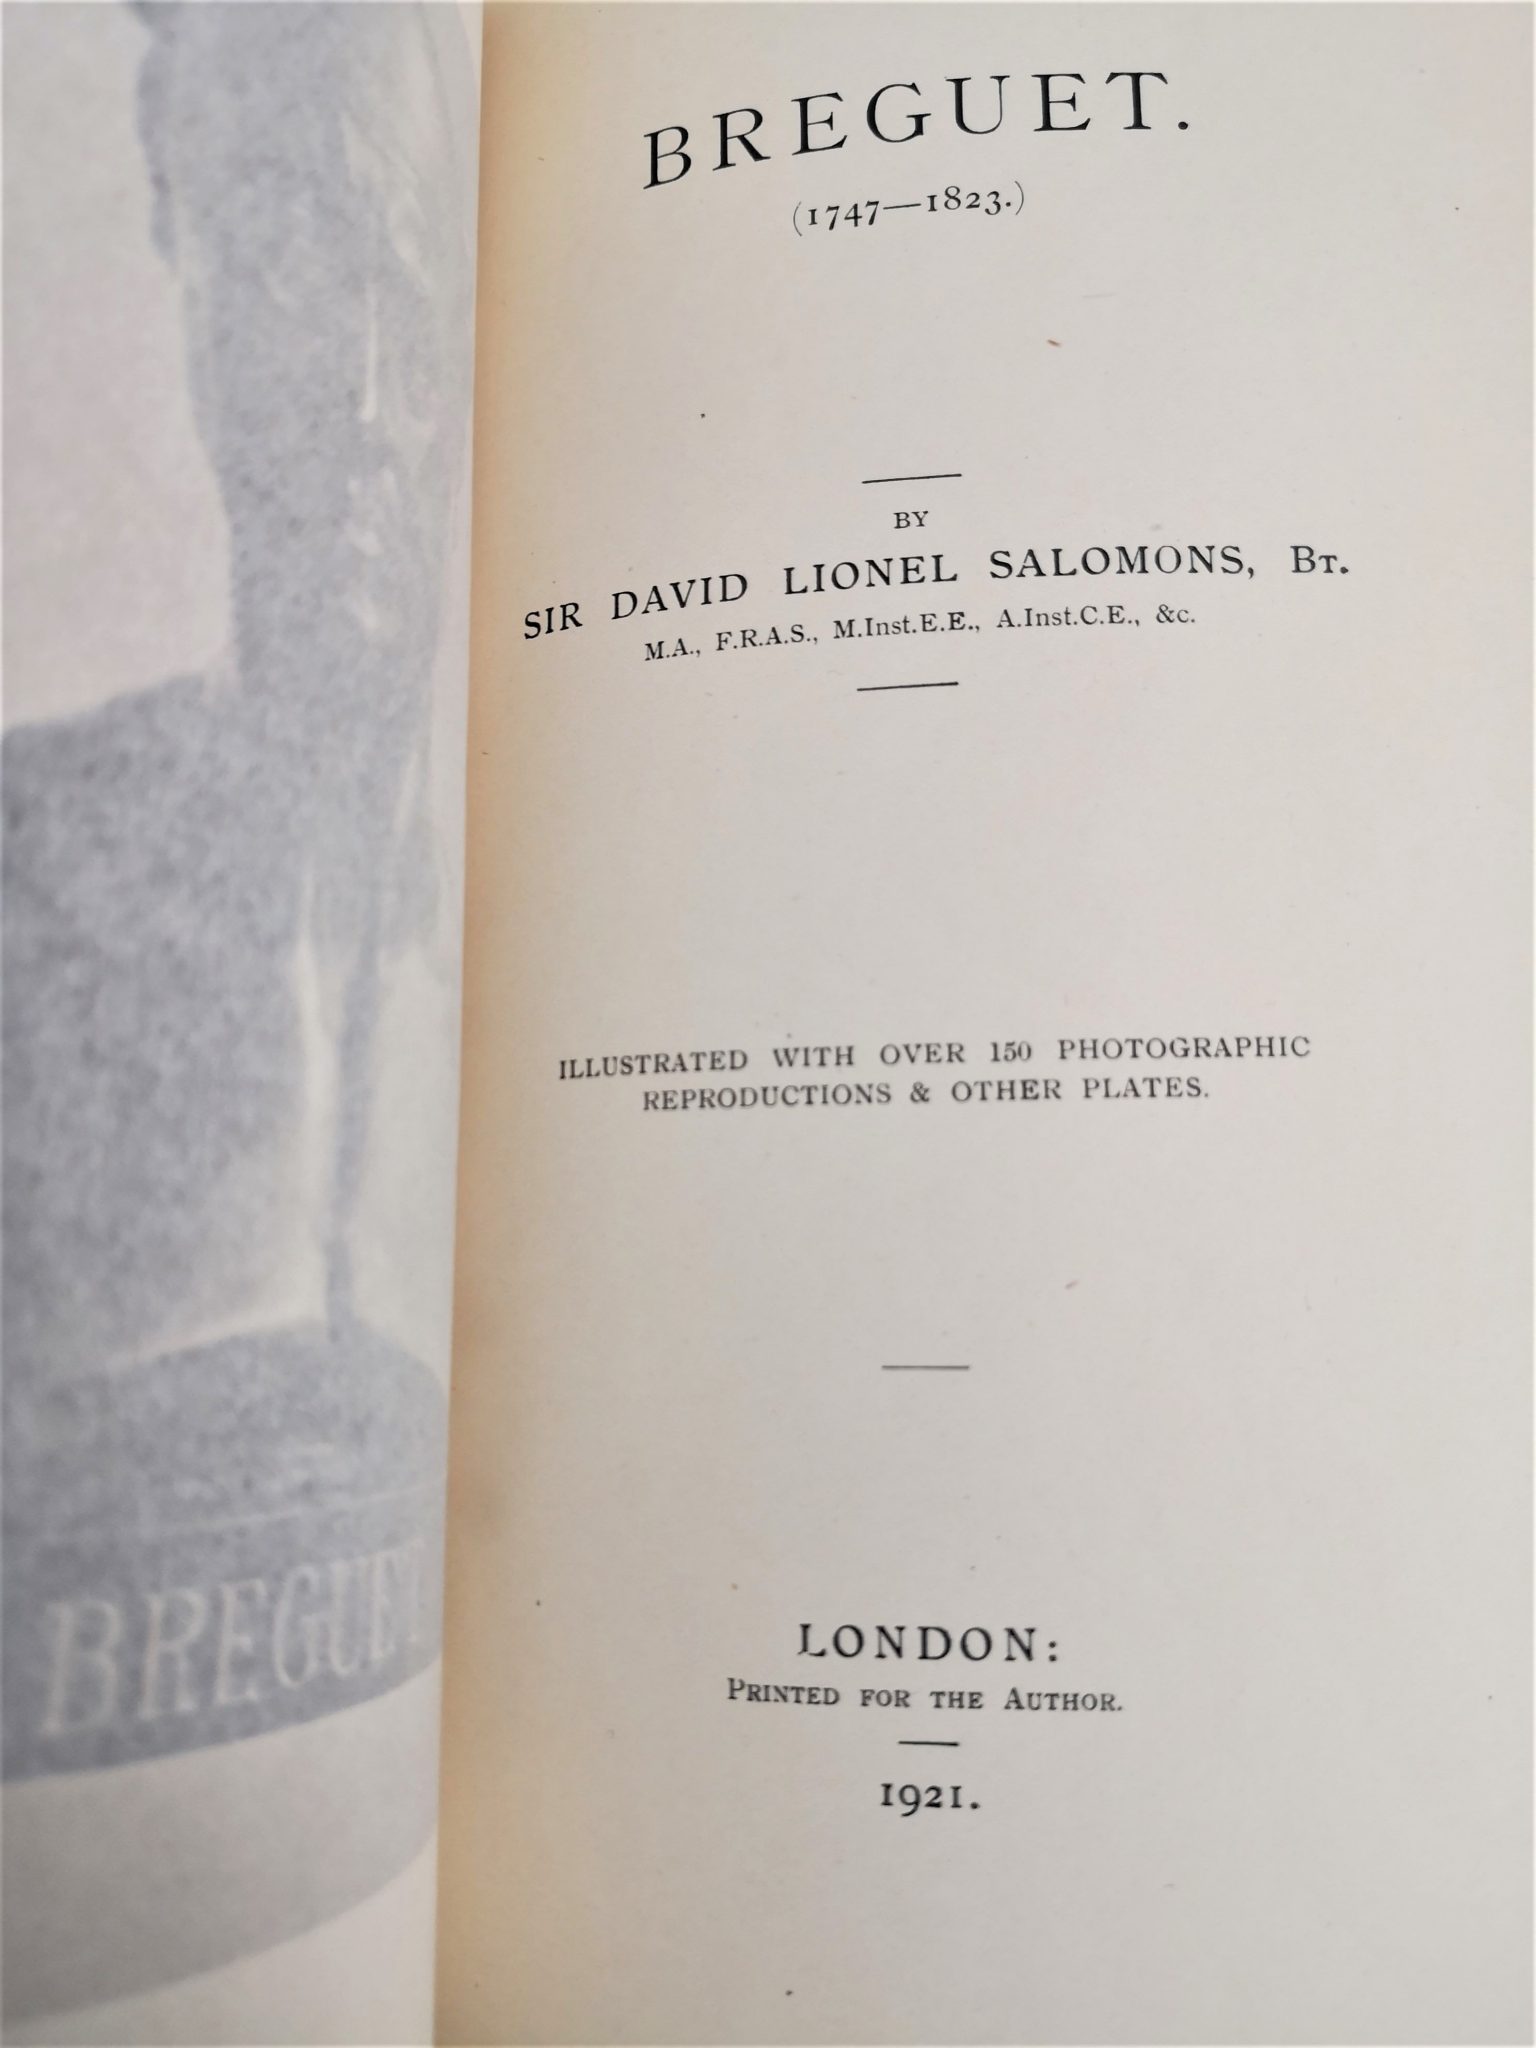 BREGUET
BREGUET.
(1747—1823.)
BY
SIR DAVID LIONEL SALOMONS, BT.
M.A., F.R.A.S., M.Inst.E.E., A.Inst.C.E., &c.
ILLUSTRATED WITH OVER 150 PHOTOGRAPHIC
REPRODUCTIONS & OTHER PLATES.
LONDON:
PRINTED FOR THE AUTHOR.
1921.